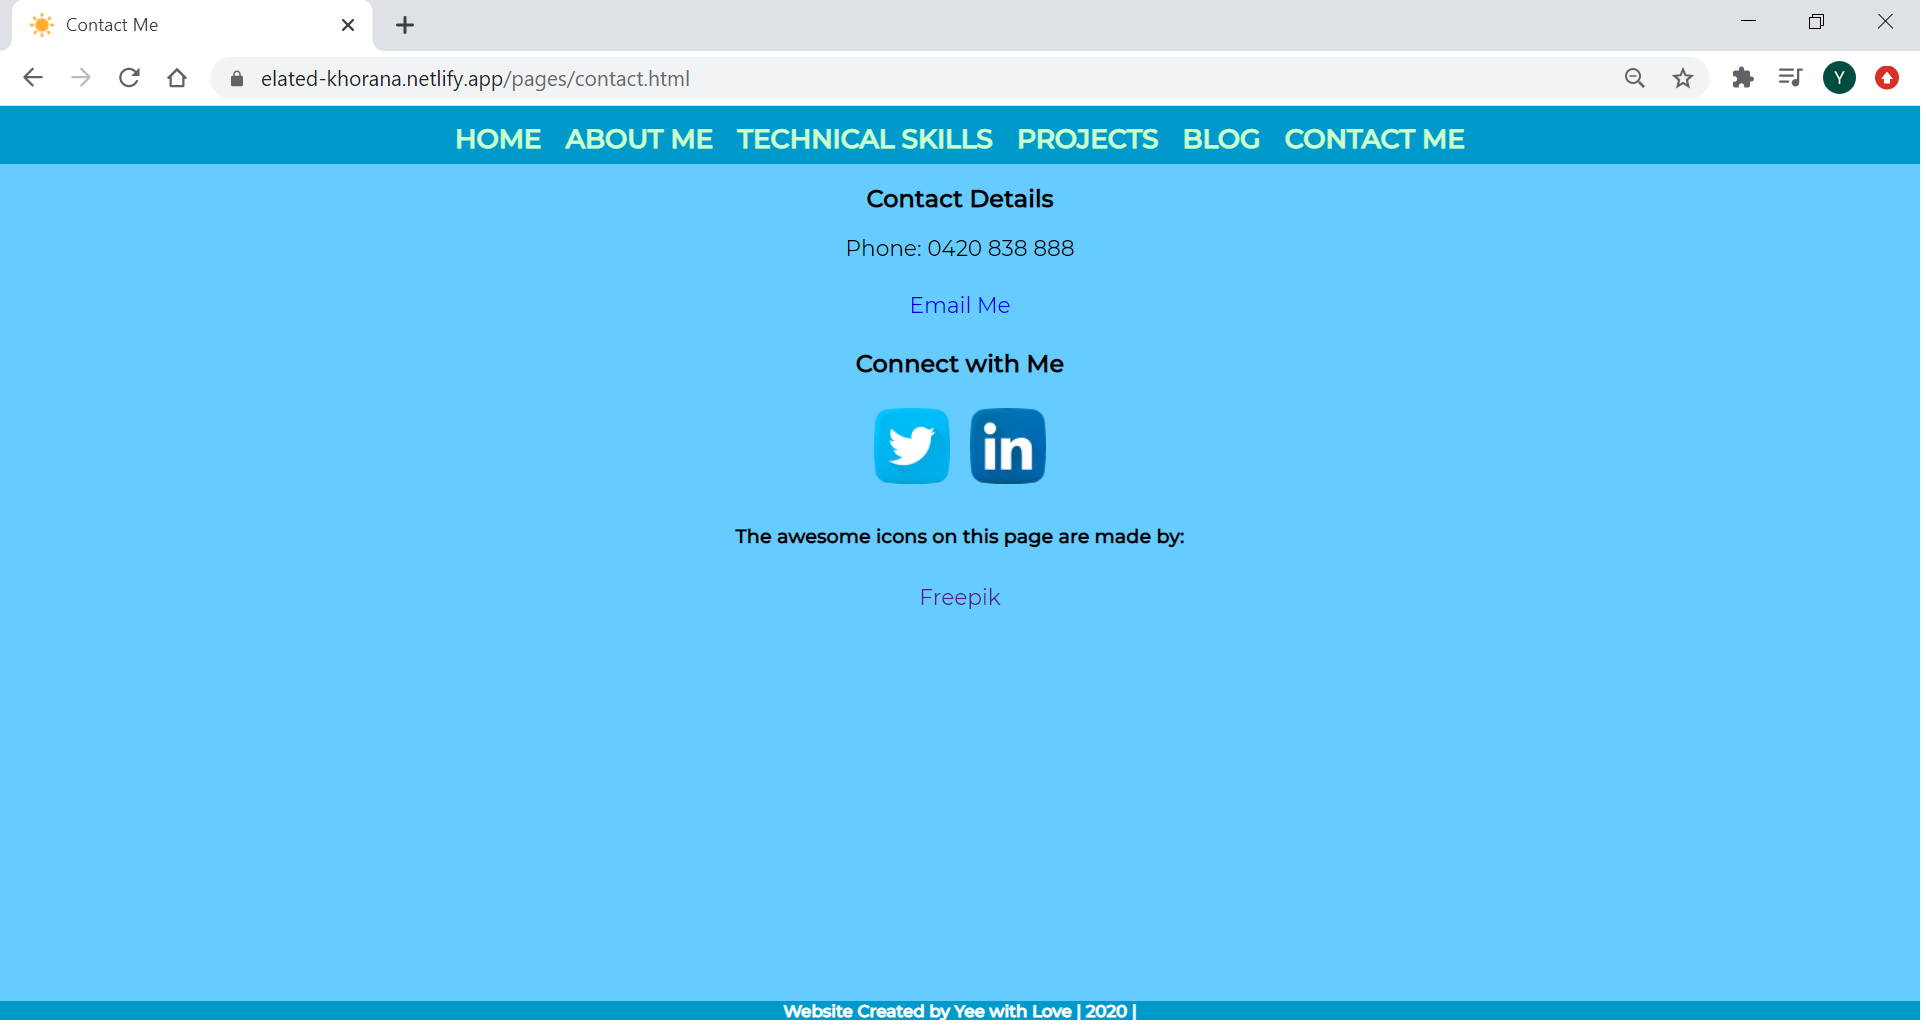 Contact Me
elated-khorana.netlify.app/pages/contact.html
Y
HOME ABOUT ME TECHNICAL SKILLS PROJECTS BLOG CONTACT ME
Contact Details
Phone: 0420 838 888
Email Me
Connect with Me
in
The awesome icons on this page are made by:
Freepik
Website Created by Yee with Love | 2020 |